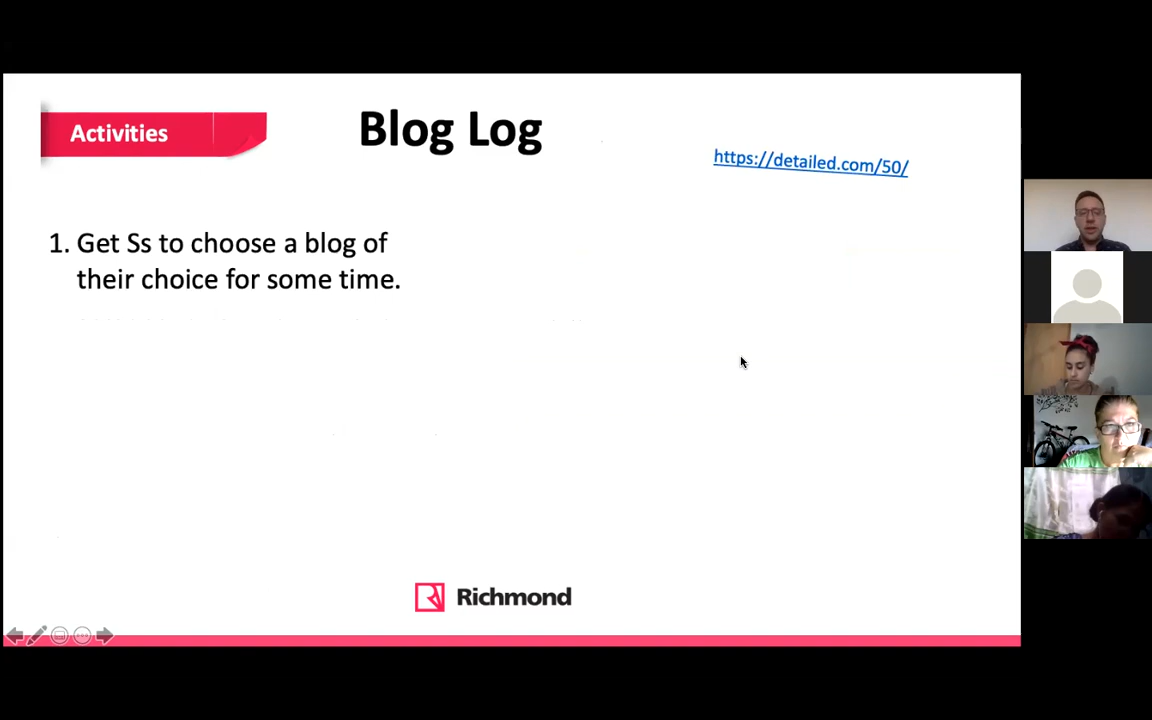 Activities
Blog Log
https://detailed.com/50/
1. Get Ss to choose a blog of
their choice for some time.
Richmond